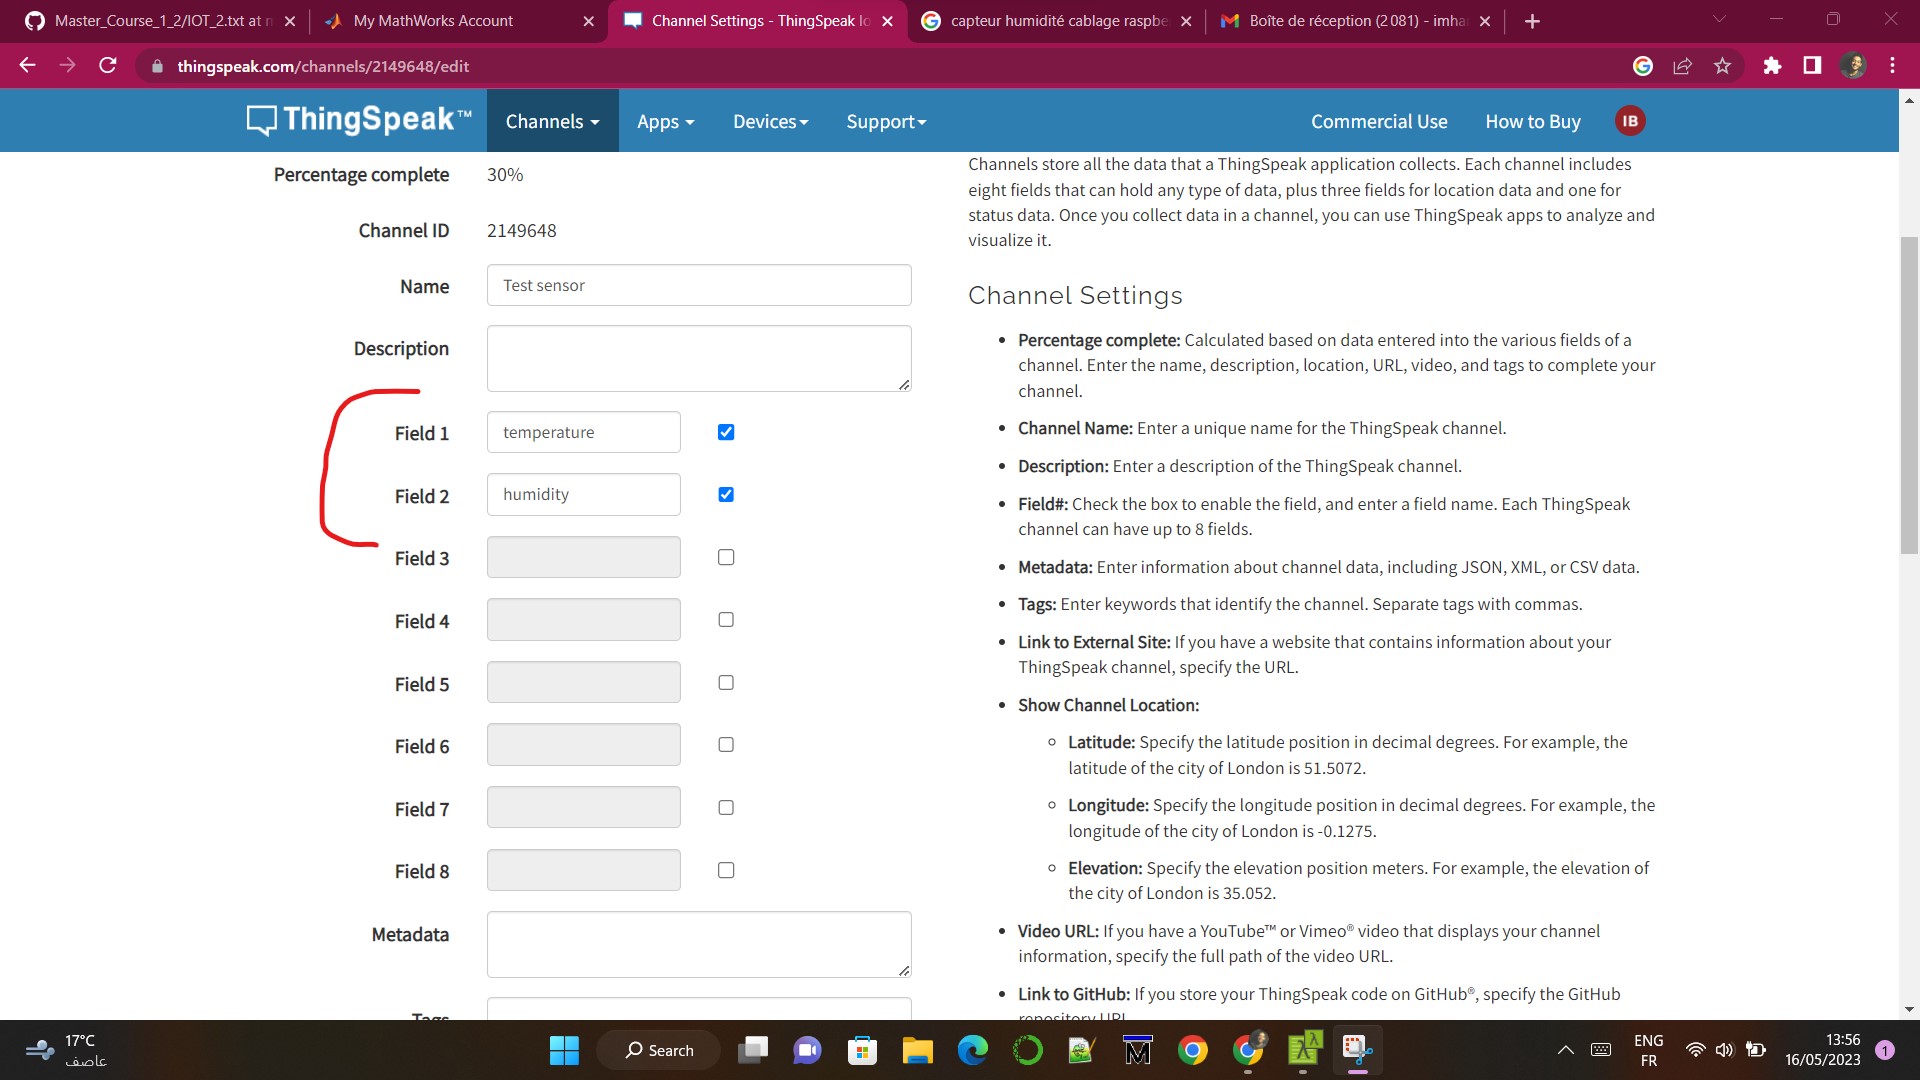 Master_Course_1_2/IOT_2.txt at m
My MathWorks Account
Channel Settings - ThingSpeak Io
capteur humidité cablage raspbe
Boîte de réception (2 081) - imha
thingspeak.com/channels/2149648/edit
ThingSpeak™
Channels
Apps
Devices
Support
Commercial Use
How to Buy
IB
Percentage complete
30%
Channel ID
2149648
Name
Test sensor
Description
Field 1
temperature
Field 2
humidity
Field 3
Field 4
Field 5
Field 6
Field 7
Field 8
Metadata
Tags
Channels store all the data that a ThingSpeak application collects. Each channel includes
eight fields that can hold any type of data, plus three fields for location data and one for
status data. Once you collect data in a channel, you can use ThingSpeak apps to analyze and
visualize it.
Channel Settings
• Percentage complete: Calculated based on data entered into the various fields of a
channel. Enter the name, description, location, URL, video, and tags to complete your
channel.
• Channel Name: Enter a unique name for the ThingSpeak channel.
• Description: Enter a description of the ThingSpeak channel.
• Field#: Check the box to enable the field, and enter a field name. Each ThingSpeak
channel can have up to 8 fields.
• Metadata: Enter information about channel data, including JSON, XML, or CSV data.
• Tags: Enter keywords that identify the channel. Separate tags with commas.
• Link to External Site: If you have a website that contains information about your
ThingSpeak channel, specify the URL.
• Show Channel Location:
◦ Latitude: Specify the latitude position in decimal degrees. For example, the
latitude of the city of London is 51.5072.
◦ Longitude: Specify the longitude position in decimal degrees. For example, the
longitude of the city of London is -0.1275.
◦ Elevation: Specify the elevation position meters. For example, the elevation of
the city of London is 35.052.
• Video URL: If you have a YouTube™ or Vimeo® video that displays your channel
information, specify the full path of the video URL.
• Link to GitHub: If you store your ThingSpeak code on GitHub®, specify the GitHub
repository URL.
17°C
عاصف
Search
ENG
FR
13:56
16/05/2023
1